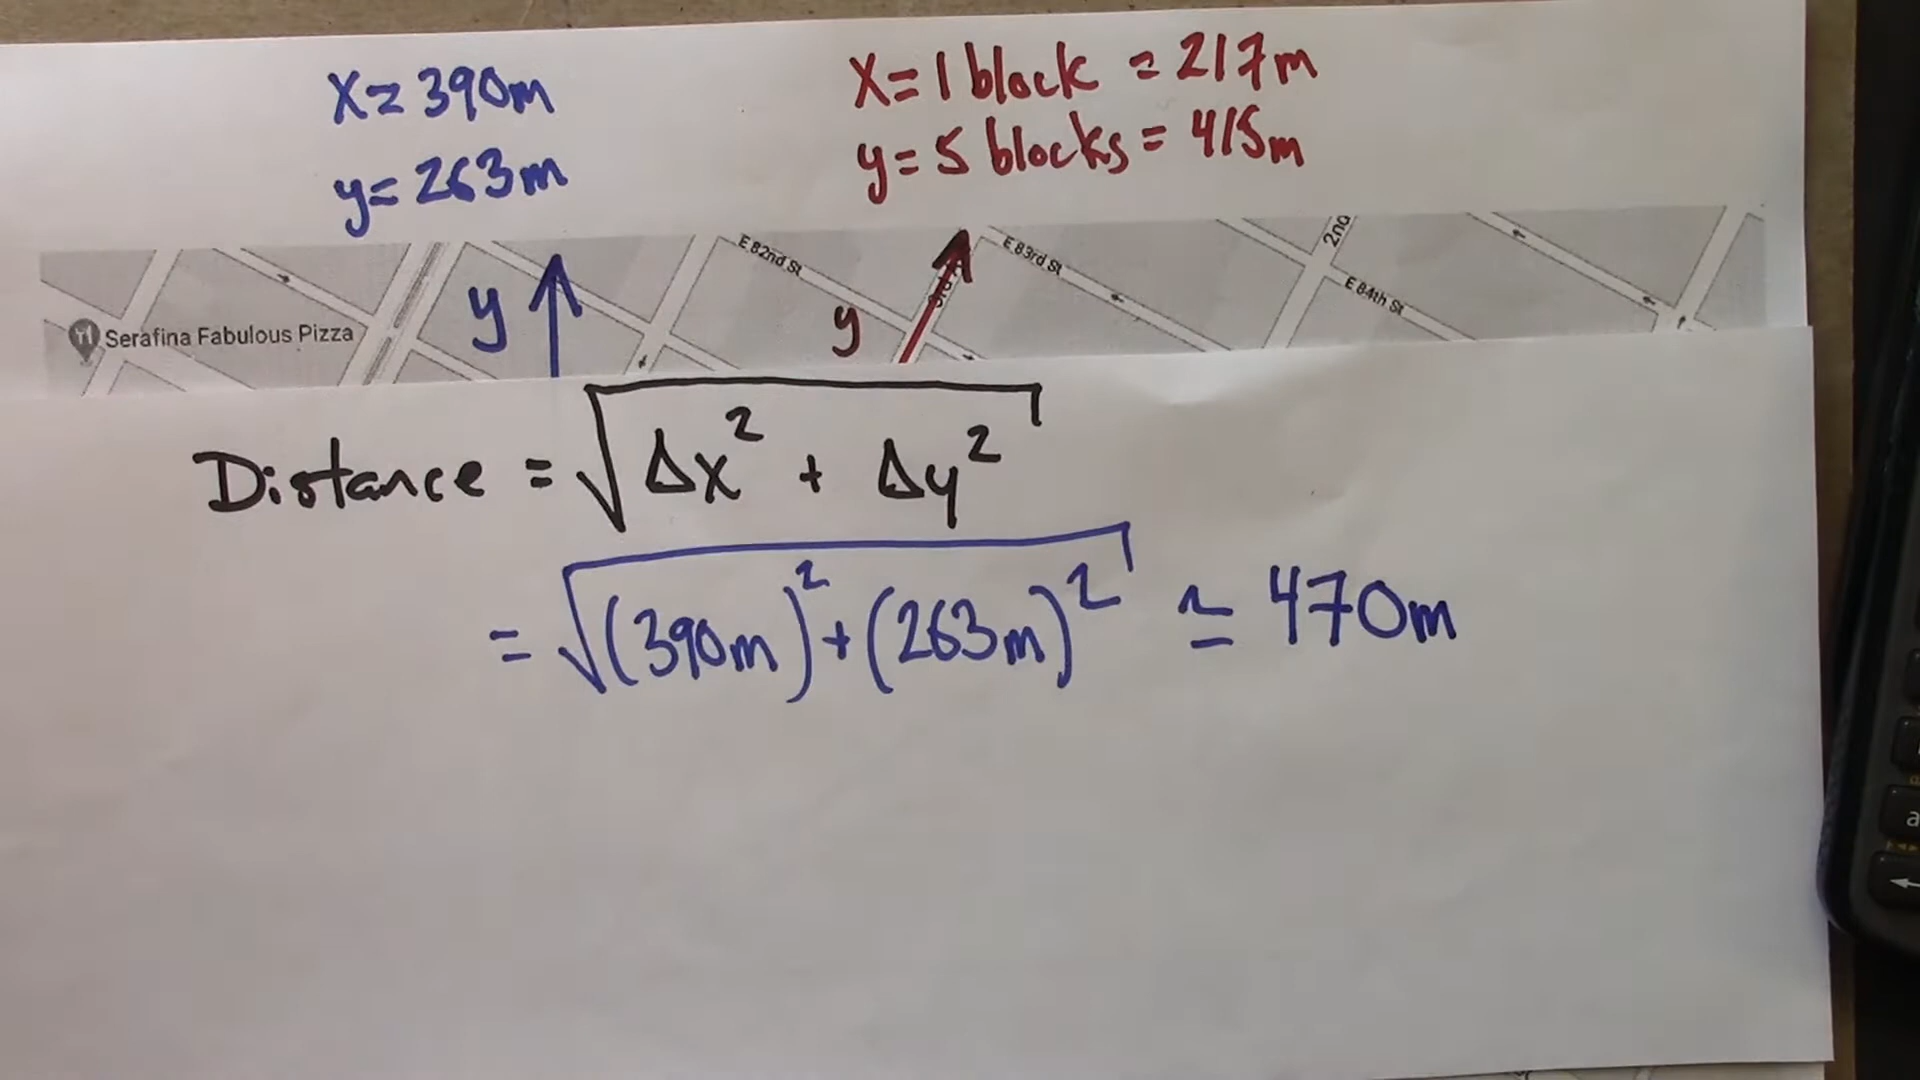 x = 390m
y = 263m
x = 1 block = 217m
y = 5 blocks = 415m
E 82nd St
E 83rd St
2nd
E 84th St
y
y
Serafina Fabulous Pizza
Distance = √Δx² + Δy²
= √(390m)² + (263m)² ≃ 470m
a